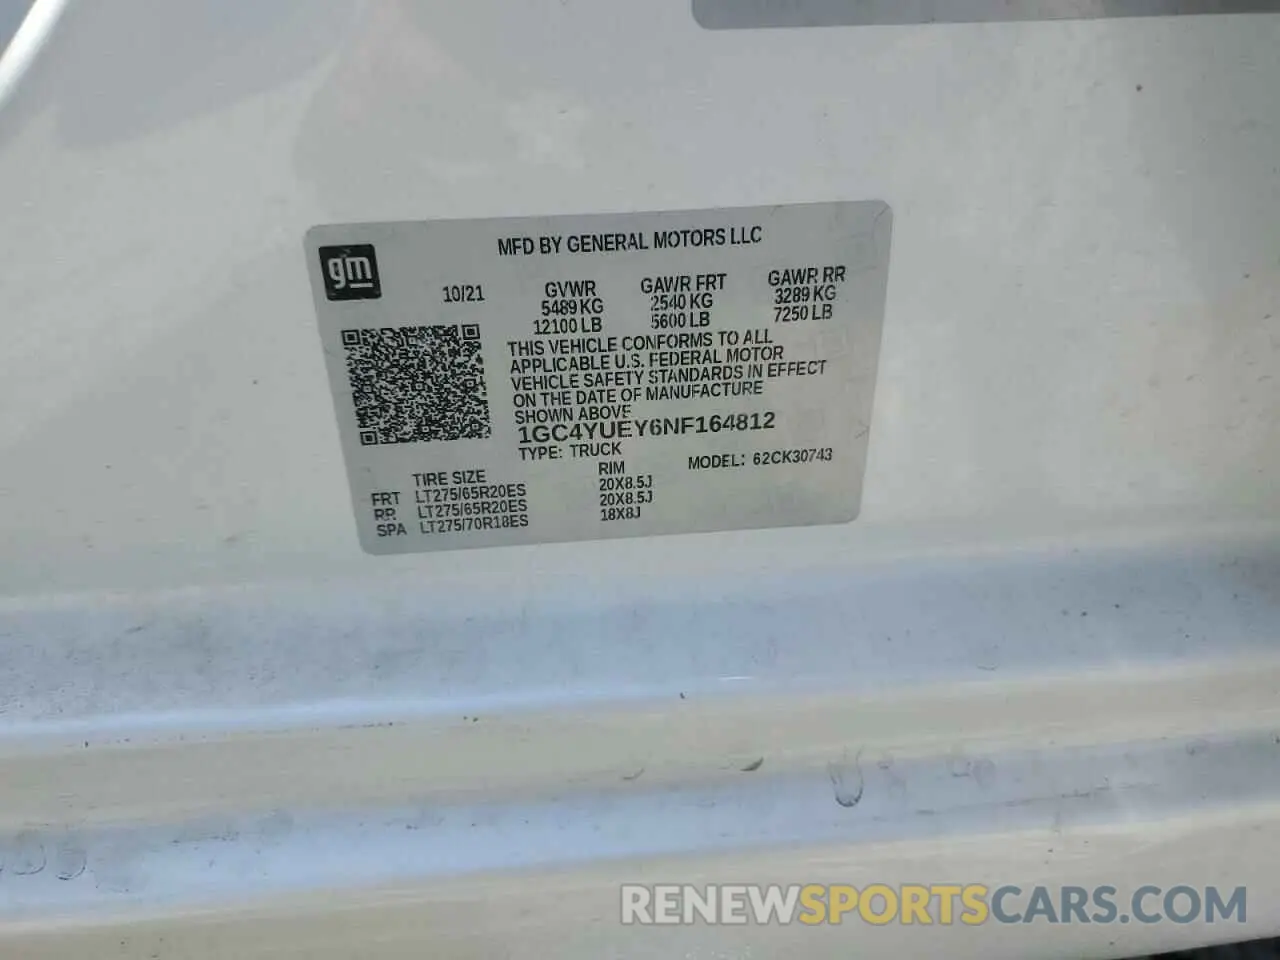 MFD BY GENERAL MOTORS LLC
gm
10/21
GVWR GAWR FRT GAWR RR
5489 KG 2540 KG 3289 KG
12100 LB 5600 LB 7250 LB
THIS VEHICLE CONFORMS TO ALL
APPLICABLE U.S. FEDERAL MOTOR
VEHICLE SAFETY STANDARDS IN EFFECT
ON THE DATE OF MANUFACTURE
SHOWN ABOVE
1GC4YUEY6NF164812
TYPE: TRUCK MODEL: 62CK30743
TIRE SIZE RIM
FRT LT275/65R20ES 20X8.5J
RR LT275/65R20ES 20X8.5J
SPA LT275/70R18ES 18X8J
RENEWSPORTSCARS.COM